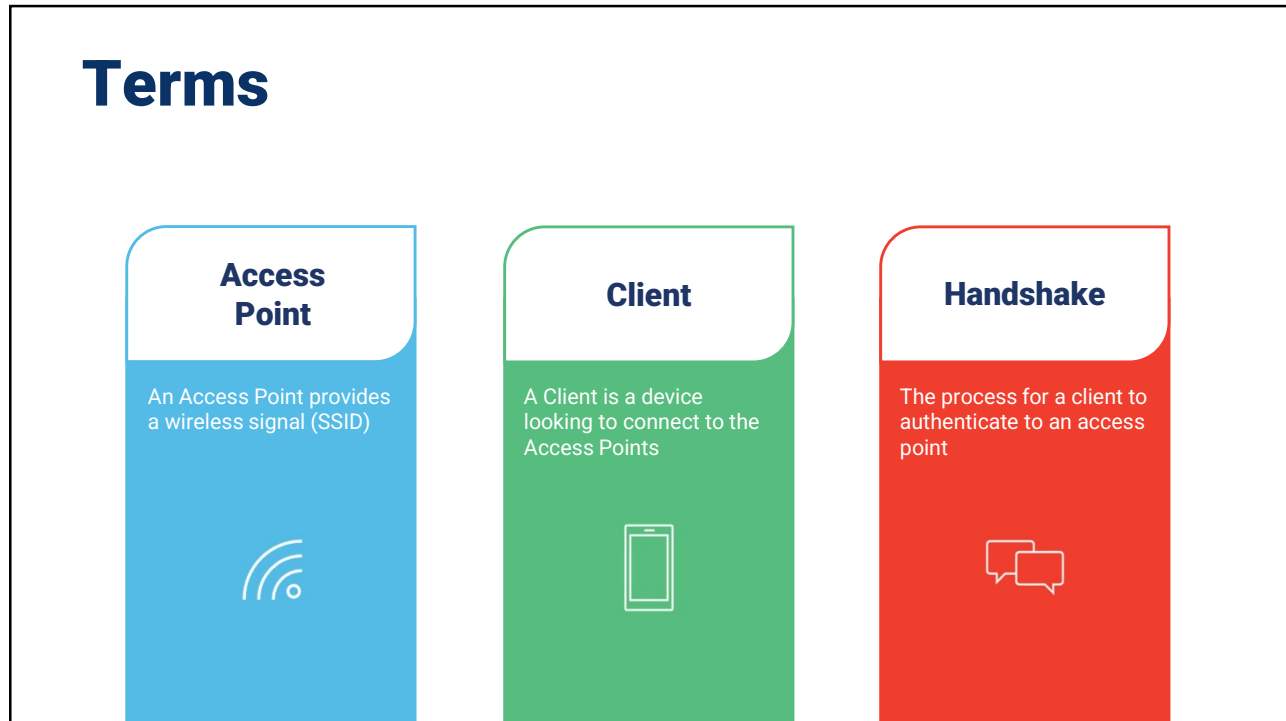 Terms
Access
Point
An Access Point provides
a wireless signal (SSID)
Client
A Client is a device
looking to connect to the
Access Points
Handshake
The process for a client to
authenticate to an access
point